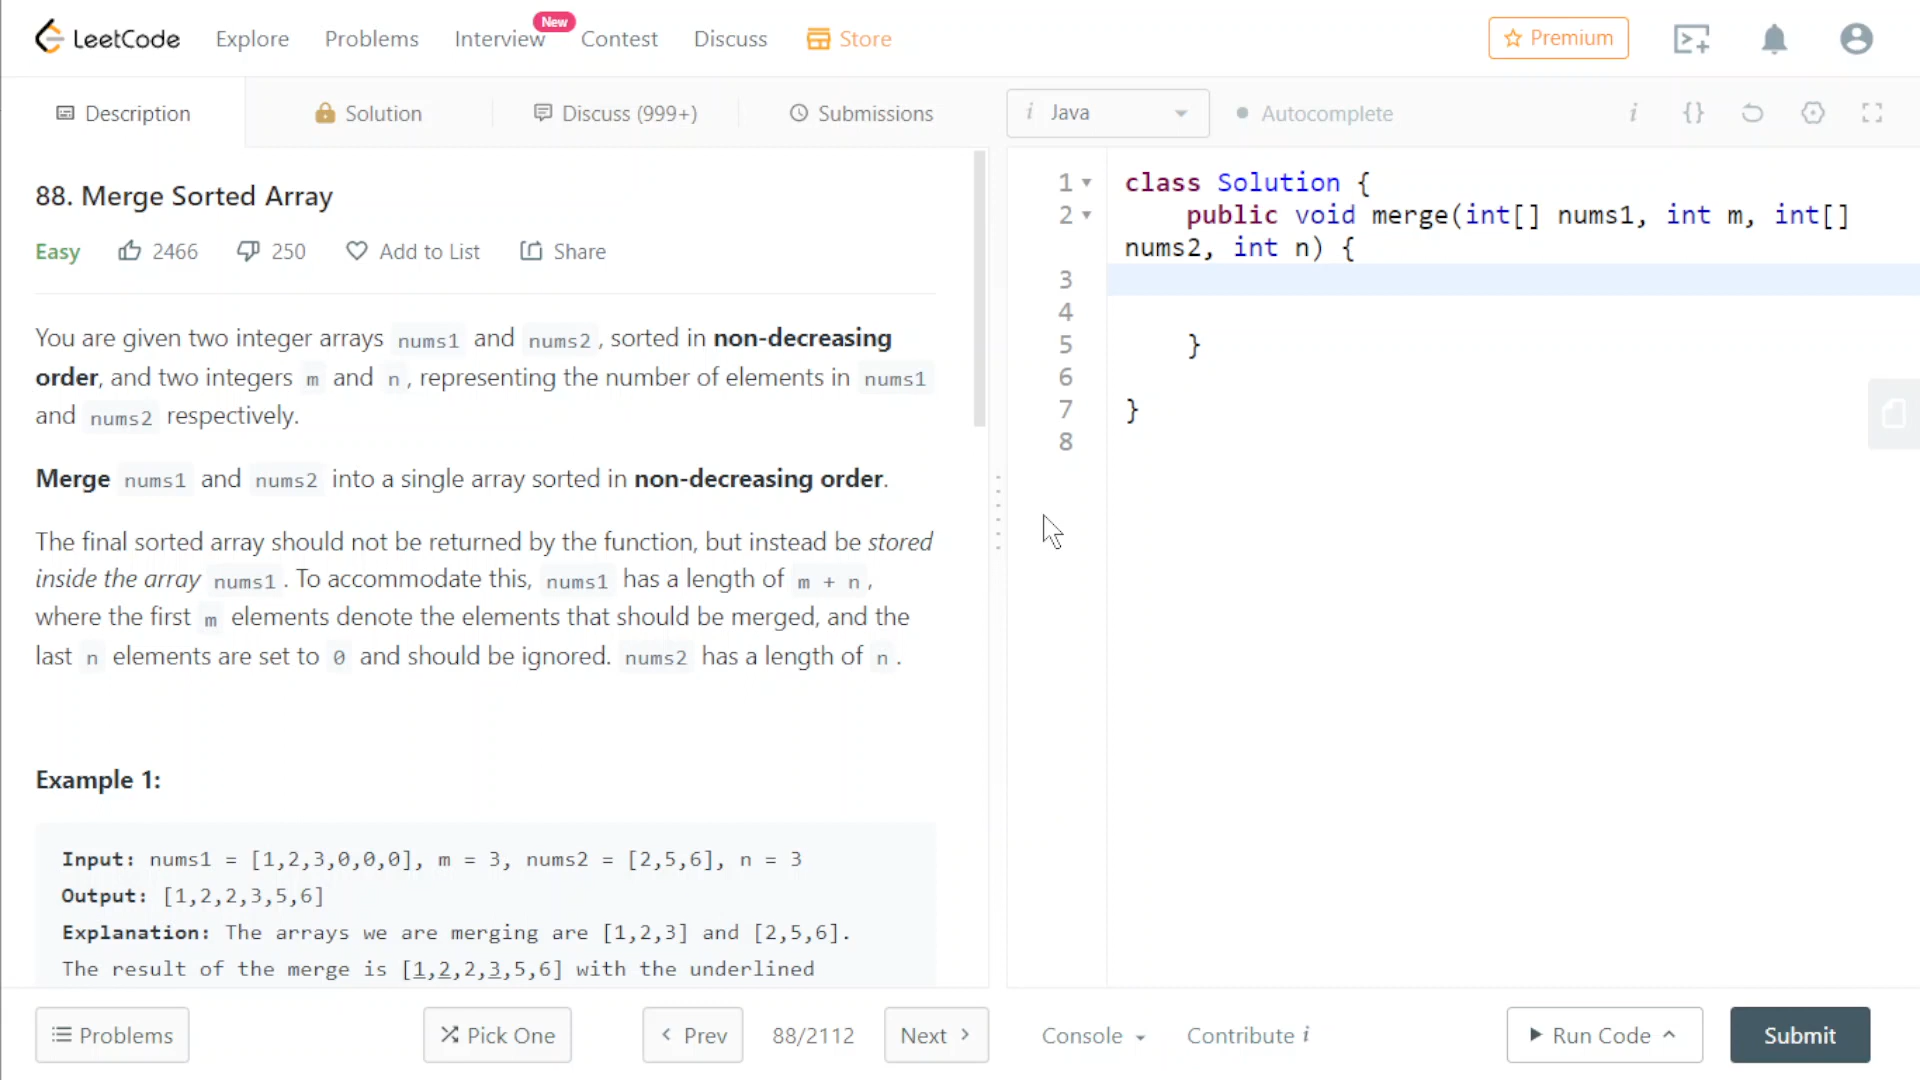 LeetCode Explore Problems Interview New Contest Discuss Store Premium
Description Solution Discuss (999+) Submissions i Java Autocomplete i {}
88. Merge Sorted Array
Easy 2466 250 Add to List Share
You are given two integer arrays nums1 and nums2, sorted in non-decreasing
order, and two integers m and n, representing the number of elements in nums1
and nums2 respectively.
Merge nums1 and nums2 into a single array sorted in non-decreasing order.
The final sorted array should not be returned by the function, but instead be stored
inside the array nums1. To accommodate this, nums1 has a length of m + n,
where the first m elements denote the elements that should be merged, and the
last n elements are set to 0 and should be ignored. nums2 has a length of n.
Example 1:
Input: nums1 = [1,2,3,0,0,0], m = 3, nums2 = [2,5,6], n = 3
Output: [1,2,2,3,5,6]
Explanation: The arrays we are merging are [1,2,3] and [2,5,6].
The result of the merge is [1,2,2,3,5,6] with the underlined
1 class Solution {
2 public void merge(int[] nums1, int m, int[]
nums2, int n) {
3
4
5 }
6
7 }
8
Problems Pick One Prev 88/2112 Next Console Contribute i Run Code Submit